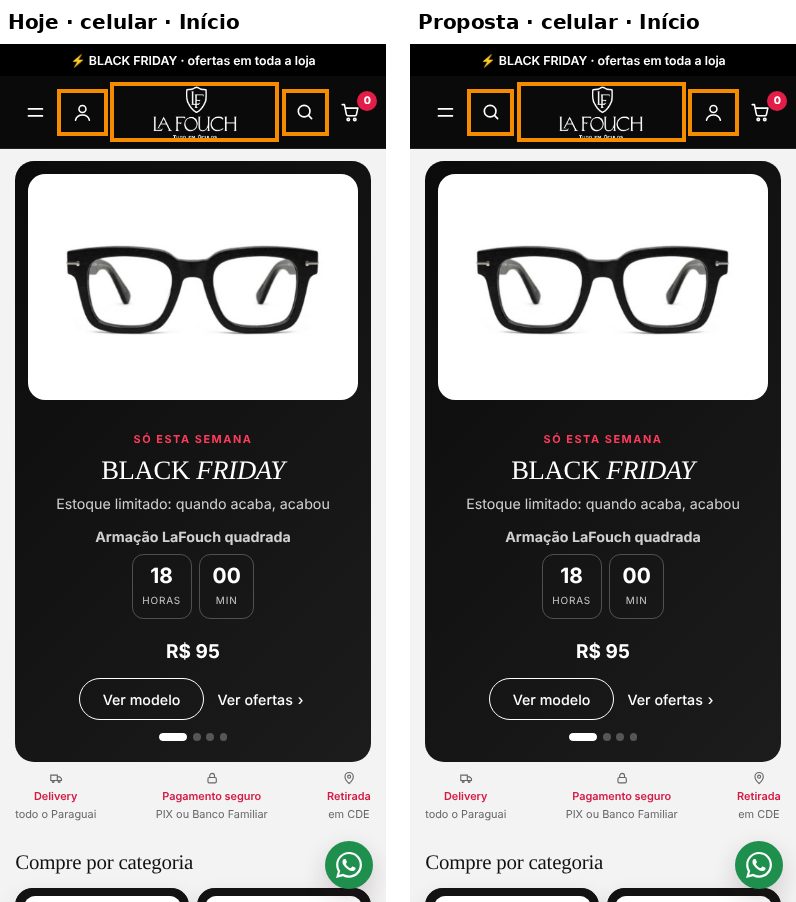 Hoje · celular · Início
⚡ BLACK FRIDAY · ofertas em toda a loja
LF
LA FOUCH
0
SÓ ESTA SEMANA
BLACK FRIDAY
Estoque limitado: quando acaba, acabou
Armação LaFouch quadrada
18 00
HORAS MIN
R$ 95
Ver modelo Ver ofertas ›
Delivery Pagamento seguro Retirada
todo o Paraguai PIX ou Banco Familiar em CDE
Compre por categoria
Proposta · celular · Início
⚡ BLACK FRIDAY · ofertas em toda a loja
LF
LA FOUCH
0
SÓ ESTA SEMANA
BLACK FRIDAY
Estoque limitado: quando acaba, acabou
Armação LaFouch quadrada
18 00
HORAS MIN
R$ 95
Ver modelo Ver ofertas ›
Delivery Pagamento seguro Retirada
todo o Paraguai PIX ou Banco Familiar em CDE
Compre por categoria